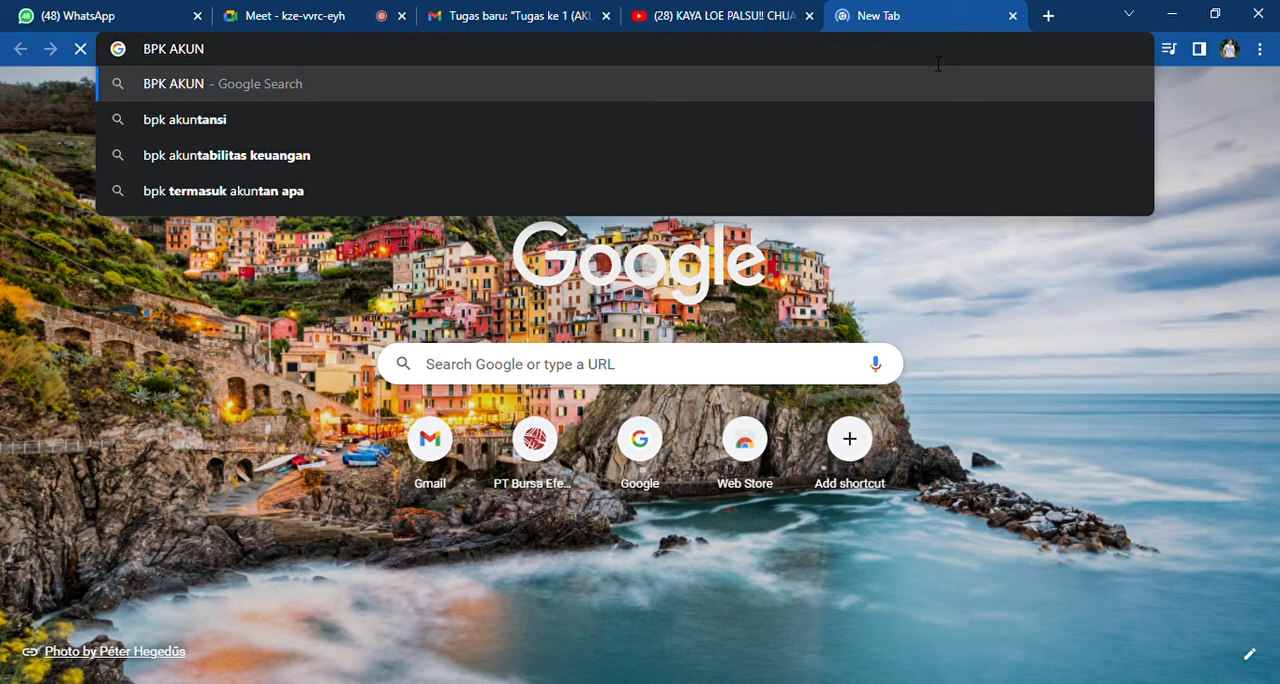 48 (48) WhatsApp
Meet - kze-vvrc-eyh
Tugas baru: "Tugas ke 1 (AKL
(28) KAYA LOE PALSU!! CHUA
New Tab
BPK AKUN
BPK AKUN - Google Search
bpk akuntansi
bpk akuntabilitas keuangan
bpk termasuk akuntan apa
Google
Search Google or type a URL
Gmail
PT Bursa Efe...
Google
Web Store
Add shortcut
Photo by Péter Hegedűs